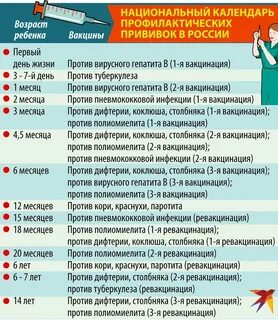 НАЦИОНАЛЬНЫЙ КАЛЕНДАРЬ
ПРОФИЛАКТИЧЕСКИХ
ПРИВИВОК В РОССИИ
Возраст ребенка
Вакцины
Первый день жизни
Против вирусного гепатита В (1-я вакцинация)
3 - 7-й день
Против туберкулеза
1 месяц
Против вирусного гепатита В (2-я вакцинация)
2 месяца
Против пневмококковой инфекции (1-я вакцинация)
3 месяца
Против дифтерии, коклюша, столбняка (1-я вакцинация);
против полиомиелита (1-я вакцинация)
4,5 месяца
Против дифтерии, коклюша, столбняка (2-я вакцинация);
против полиомиелита (2-я вакцинация);
против пневмококковой инфекции (2-я вакцинация)
6 месяцев
Против дифтерии, коклюша, столбняка (3-я вакцинация);
против вирусного гепатита В (3-я вакцинация);
против полиомиелита (3-я вакцинация)
12 месяцев
Против кори, краснухи, паротита
15 месяцев
Против пневмококковой инфекции (ревакцинация)
18 месяцев
Против полиомиелита (1-я ревакцинация);
против дифтерии, коклюша, столбняка (1-я ревакцинация)
20 месяцев
Против полиомиелита (2-я ревакцинация)
6 лет
Против кори, краснухи, паротита (ревакцинация)
6 - 7 лет
Против дифтерии, столбняка (2-я ревакцинация);
против туберкулеза (ревакцинация)
14 лет
Против дифтерии, столбняка (3-я ревакцинация);
против полиомиелита (3-я ревакцинация)